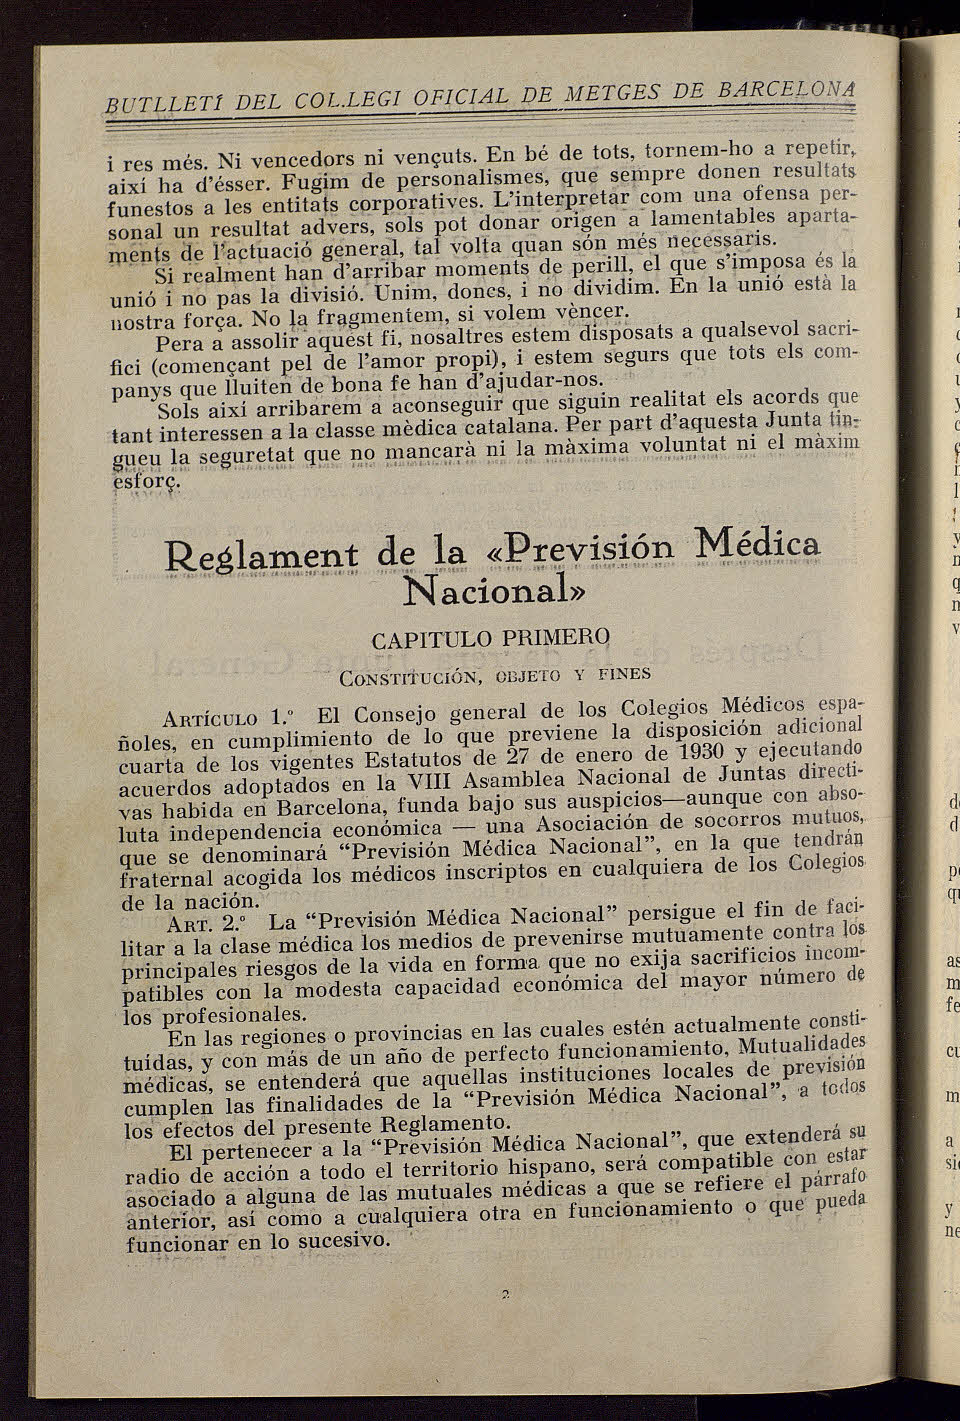 BUTLLETÍ DEL COL.LEGI OFICIAL DE METGES DE BARCELONA
i res més. Ni vencedors ni vençuts. En bé de tots, tornem-ho a repetir,
així ha d'ésser. Fugim de personalismes, que sempre donen resultats
funestos a les entitats corporatives. L'interpretar com una ofensa per-
sonal un resultat advers, sols pot donar origen a lamentables aparta-
ments de l'actuació general, tal volta quan són més necessaris.
Si realment han d'arribar moments de perill, el que s'imposa és la
unió i no pas la divisió. Unim, doncs, i no dividim. En la unió està la
nostra força. No la fragmentem, si volem vèncer.
Pera a assolir aquest fi, nosaltres estem disposats a qualsevol sacri-
fici (començant pel de l'amor propi), i estem segurs que tots els com-
panys que lluiten de bona fe han d'ajudar-nos.
Sols així arribarem a aconseguir que siguin realitat els acords que
tant interessen a la classe mèdica catalana. Per part d'aquesta Junta tin-
gueu la seguretat que no mancarà ni la màxima voluntat ni el màxim
esforç.
Reglament de la «Previsión Médica
Nacional»
CAPITULO PRIMERO
CONSTITUCIÓN, OBJETO Y FINES
ARTÍCULO 1.º El Consejo general de los Colegios Médicos espa-
ñoles, en cumplimiento de lo que previene la disposición adicional
cuarta de los vigentes Estatutos de 27 de enero de 1930 y ejecutando
acuerdos adoptados en la VIII Asamblea Nacional de Juntas directi-
vas habida en Barcelona, funda bajo sus auspicios—aunque con abso-
luta independencia económica — una Asociación de socorros mutuos,
que se denominará "Previsión Médica Nacional", en la que tendrán
fraternal acogida los médicos inscriptos en cualquiera de los Colegios
de la nación.
ART. 2.º La "Previsión Médica Nacional" persigue el fin de faci-
litar a la clase médica los medios de prevenirse mutuamente contra los
principales riesgos de la vida en forma que no exija sacrificios incom-
patibles con la modesta capacidad económica del mayor número de
los profesionales.
En las regiones o provincias en las cuales estén actualmente consti-
tuídas, y con más de un año de perfecto funcionamiento, Mutualidades
médicas, se entenderá que aquellas instituciones locales de previsión
cumplen las finalidades de la "Previsión Médica Nacional", a todos
los efectos del presente Reglamento.
El pertenecer a la "Previsión Médica Nacional", que extenderá su
radio de acción a todo el territorio hispano, será compatible con estar
asociado a alguna de las mutuales médicas a que se refiere el párrafo
anterior, así como a cualquiera otra en funcionamiento o que pueda
funcionar en lo sucesivo.
2